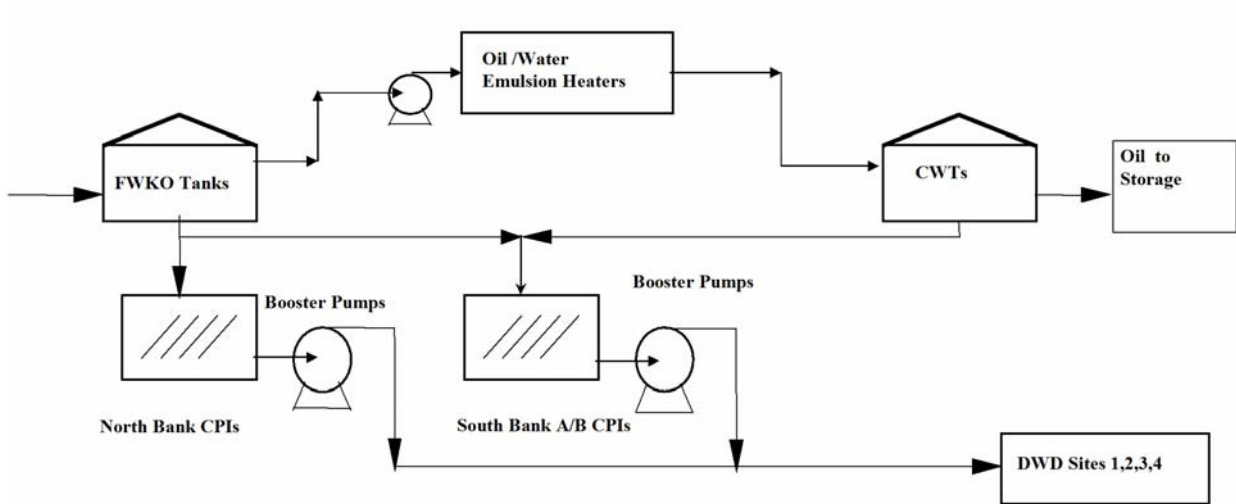 Oil /Water
Emulsion Heaters
FWKO Tanks
CWTs
Oil to
Storage
Booster Pumps
Booster Pumps
North Bank CPIs
South Bank A/B CPIs
DWD Sites 1,2,3,4